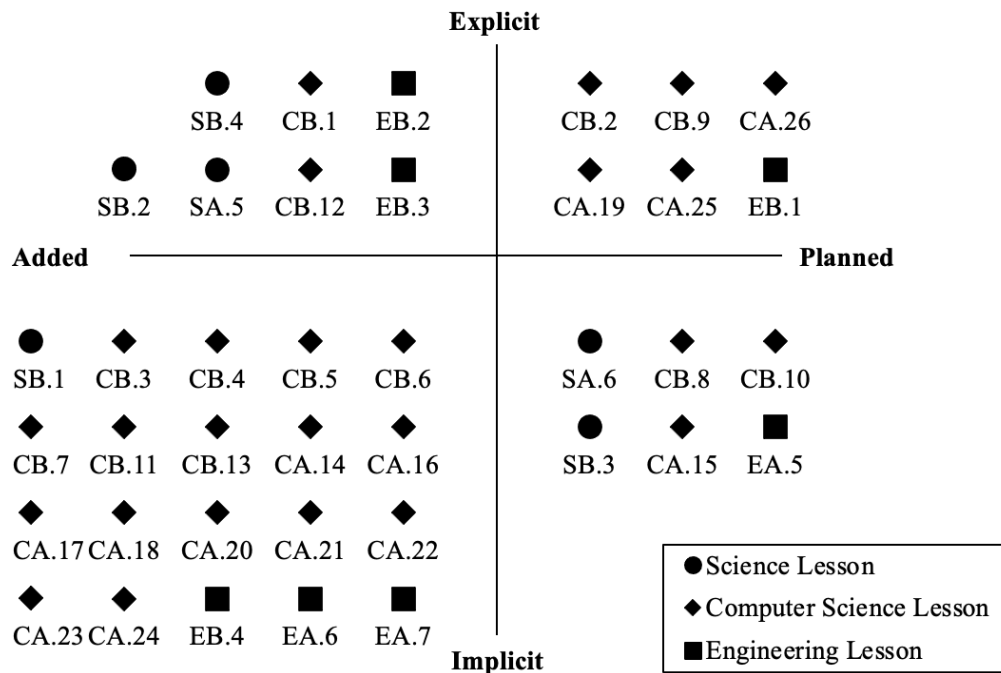 Explicit
SB.4 CB.1 EB.2 CB.2 CB.9 CA.26
SB.2 SA.5 CB.12 EB.3 CA.19 CA.25 EB.1
Added Planned
SB.1 CB.3 CB.4 CB.5 CB.6 SA.6 CB.8 CB.10
CB.7 CB.11 CB.13 CA.14 CA.16 SB.3 CA.15 EA.5
CA.17 CA.18 CA.20 CA.21 CA.22
CA.23 CA.24 EB.4 EA.6 EA.7
Implicit
Science Lesson
Computer Science Lesson
Engineering Lesson